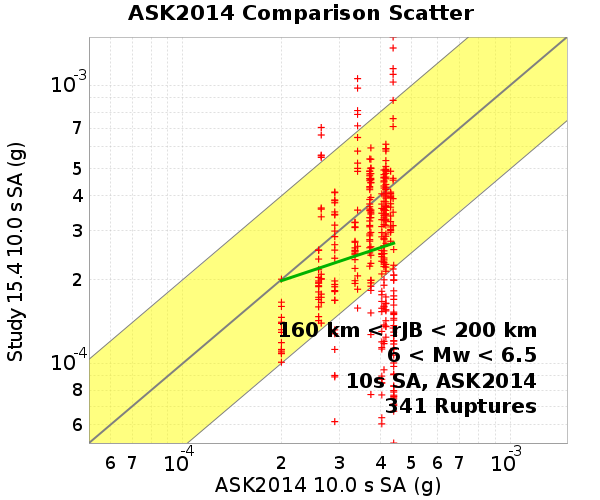 ASK2014 Comparison Scatter
Study 15.4 10.0 s SA (g)
10-3
7
5
4
3
2
10-4
8
6
160 km < rJB < 200 km
6 < Mw < 6.5
10s SA, ASK2014
341 Ruptures
6 7 10-4 2 3 4 5 6 7 10-3
ASK2014 10.0 s SA (g)